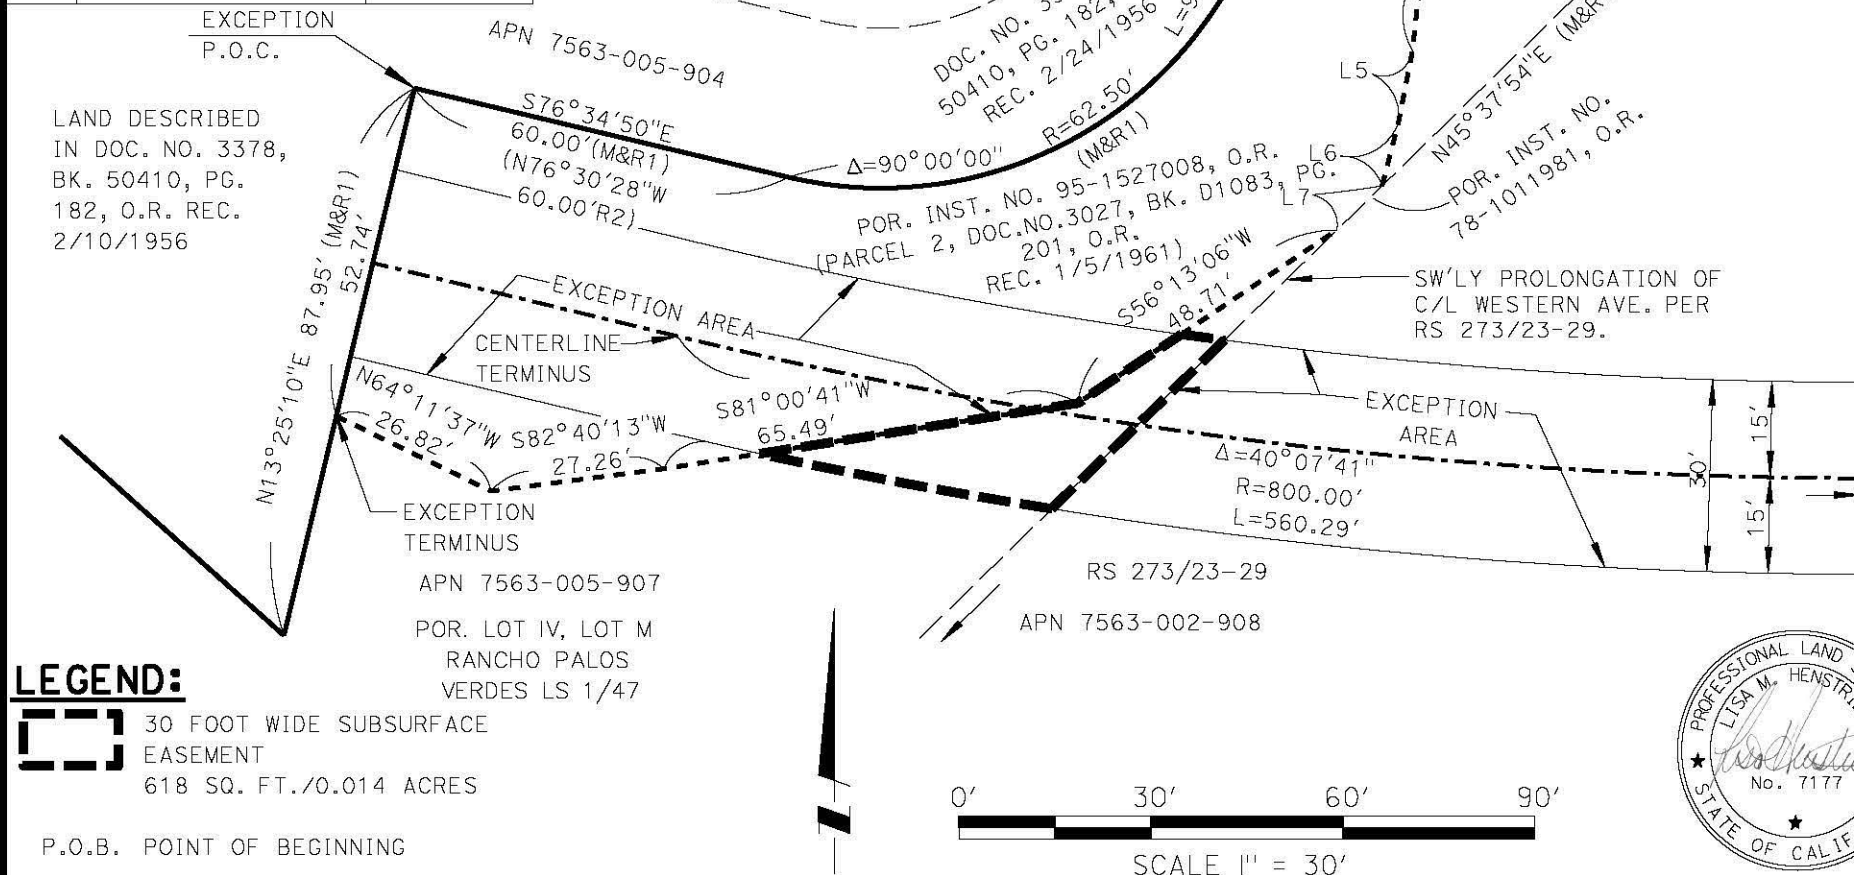 EXCEPTION
P.O.C.
APN 7563-005-904
DOC. NO. 33
50410, PG. 182,
REC. 2/24/1956
L=9
R=62.50'
(M&R1)
Δ=90°00'00"
LAND DESCRIBED
IN DOC. NO. 3378,
BK. 50410, PG.
182, O.R. REC.
2/10/1956
S76°34'50"E
60.00'(M&R1)
(N76°30'28"W
60.00'R2)
N13°25'10"E 87.95' (M&R1)
52.74'
POR. INST. NO. 95-1527008, O.R.
(PARCEL 2, DOC.NO.3027, BK. D1083, PG.
201, O.R.
REC. 1/5/1961)
L5
L6
L7
N45°37'54"E (M&R
POR. INST. NO.
78-1011981, O.R.
S56°13'06"W
48.71'
SW'LY PROLONGATION OF
C/L WESTERN AVE. PER
RS 273/23-29.
EXCEPTION AREA
CENTERLINE
TERMINUS
N64°11'37"W
26.82'
S82°40'13"W
27.26'
S81°00'41"W
65.49'
EXCEPTION
AREA
Δ=40°07'41"
R=800.00'
L=560.29'
30'
15'
15'
EXCEPTION
TERMINUS
APN 7563-005-907
POR. LOT IV, LOT M
RANCHO PALOS
VERDES LS 1/47
RS 273/23-29
APN 7563-002-908
LEGEND:
30 FOOT WIDE SUBSURFACE
EASEMENT
618 SQ. FT./0.014 ACRES
P.O.B. POINT OF BEGINNING
0' 30' 60' 90'
SCALE 1" = 30'
PROFESSIONAL LAND
LISA M. HENSTRI
No. 7177
STATE OF CALIF